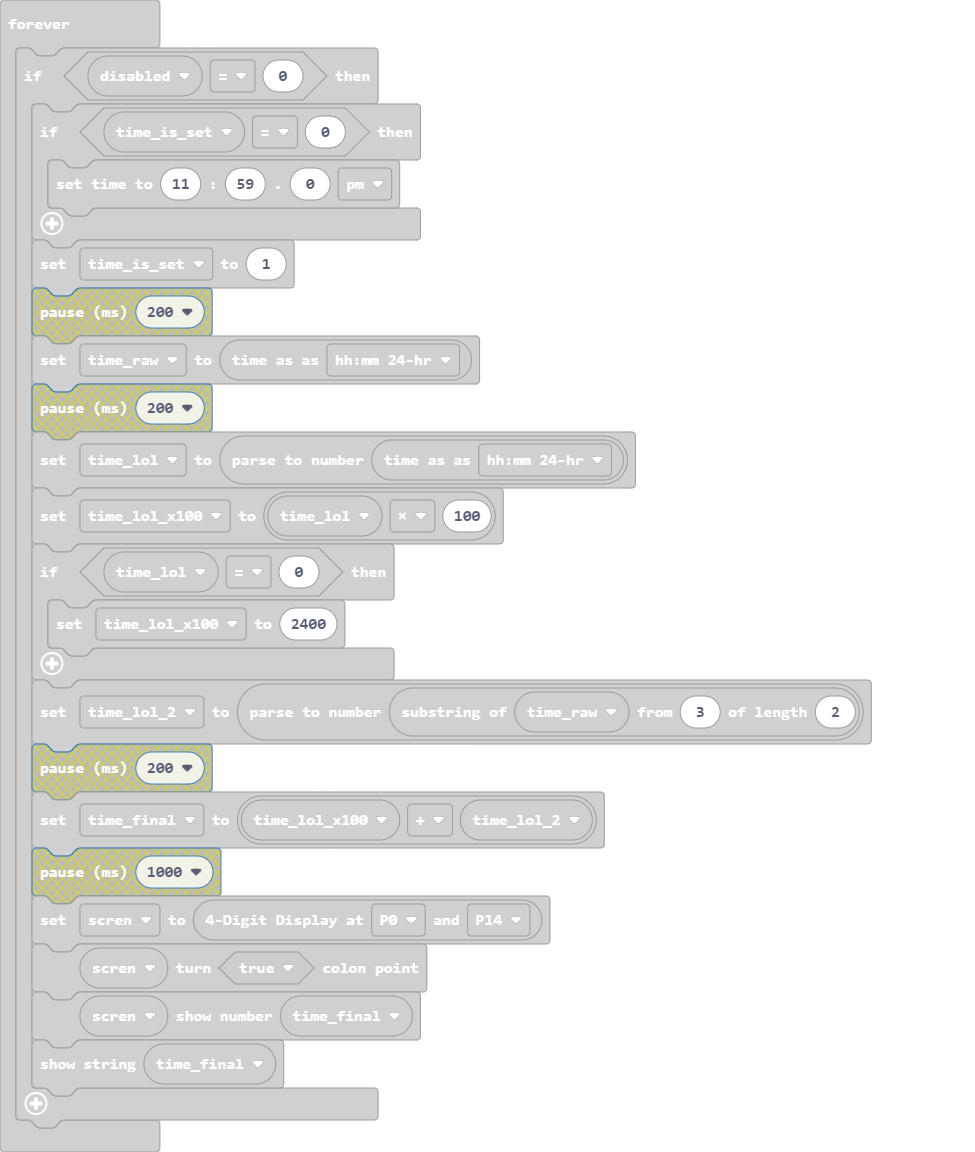 forever
if disabled = 0 then
if time_is_set = 0 then
set time to 11 : 59 . 0 pm
set time_is_set to 1
pause (ms) 200
set time_raw to time as as hh:mm 24-hr
pause (ms) 200
set time_lol to parse to number time as as hh:mm 24-hr
set time_lol_x100 to time_lol × 100
if time_lol = 0 then
set time_lol_x100 to 2400
set time_lol_2 to parse to number substring of time_raw from 3 of length 2
pause (ms) 200
set time_final to time_lol_x100 + time_lol_2
pause (ms) 1000
set scren to 4-Digit Display at P0 and P14
scren turn true colon point
scren show number time_final
show string time_final